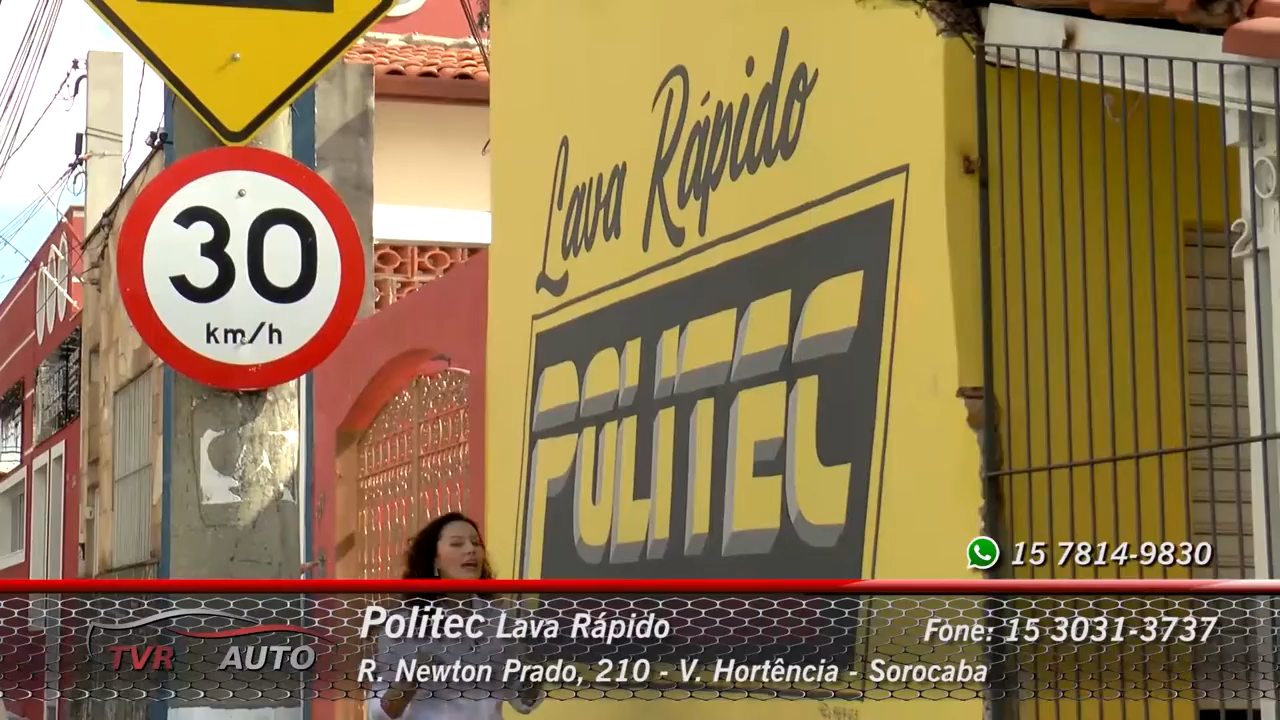 30
km/h
Lava Rápido
POLITEC
210
15 7814-9830
Politec Lava Rápido
Fone: 15 3031-3737
R. Newton Prado, 210 - V. Hortência - Sorocaba
TVR AUTO